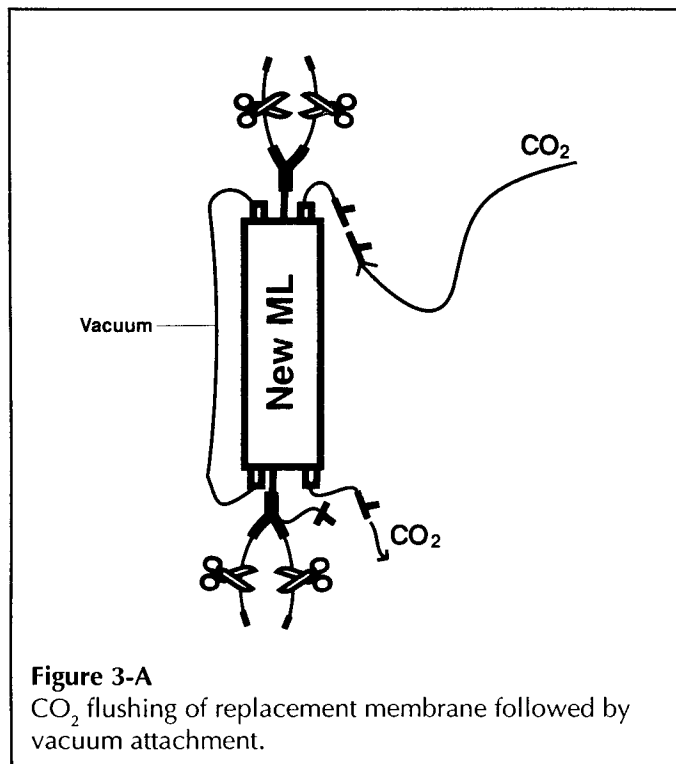 CO₂
Vacuum
New ML
CO₂
Figure 3-A
CO₂ flushing of replacement membrane followed by
vacuum attachment.